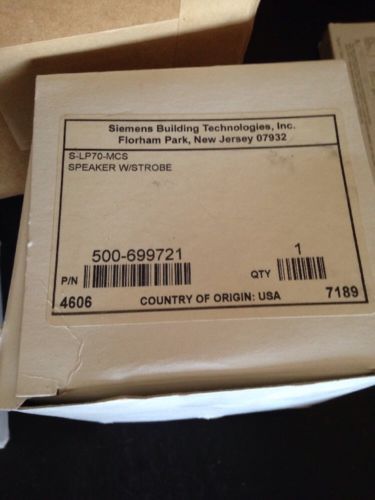 Siemens Building Technologies, Inc.
Florham Park, New Jersey 07932
S-LP70-MCS
SPEAKER W/STROBE
500-699721
P/N
1
QTY
4606 COUNTRY OF ORIGIN: USA 7189